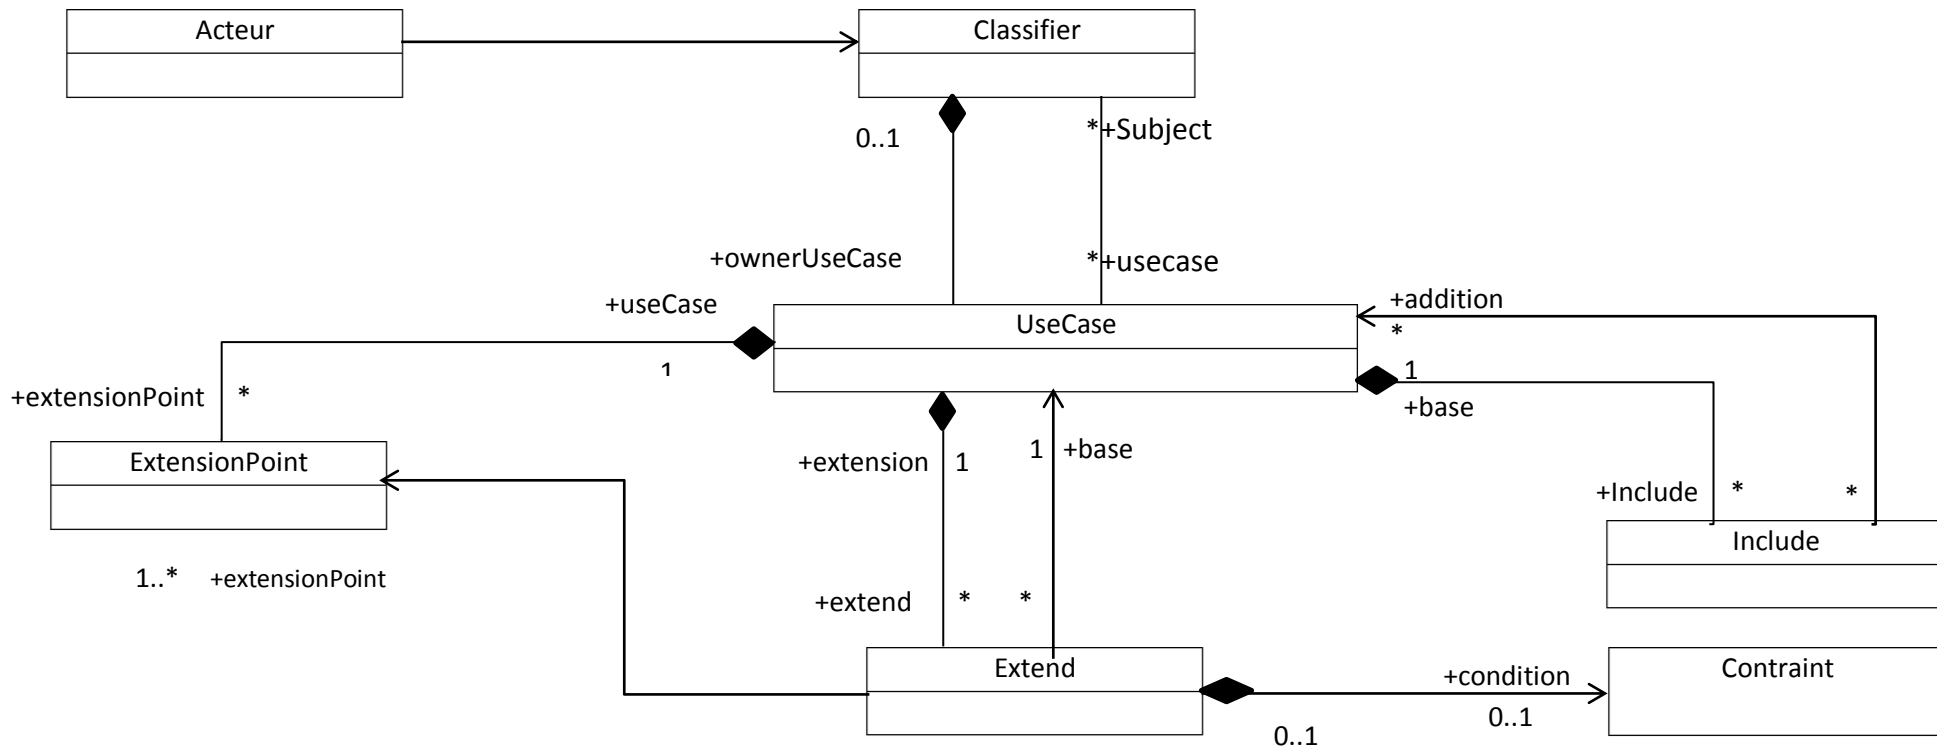 Acteur
Classifier
0..1
*+Subject
+ownerUseCase
*+usecase
+useCase
+addition
UseCase
*
1
1
+extensionPoint *
+base
ExtensionPoint
+extension 1
1 +base
+Include *
*
Include
1..* +extensionPoint
+extend * *
Extend
Contraint
+condition
0..1
0..1